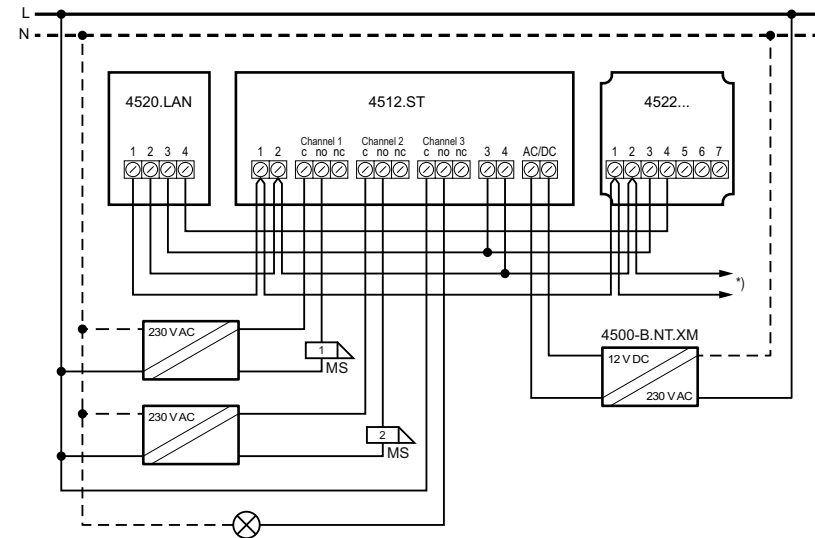 L
N
4520.LAN
4512.ST
4522...
Channel 1 Channel 2 Channel 3
1 2 3 4
1 2 c no nc c no nc c no nc 3 4 AC/DC
1 2 3 4 5 6 7
*)
230 V AC
1
MS
4500-B.NT.XM
12 V DC
230 V AC
230 V AC
2
MS